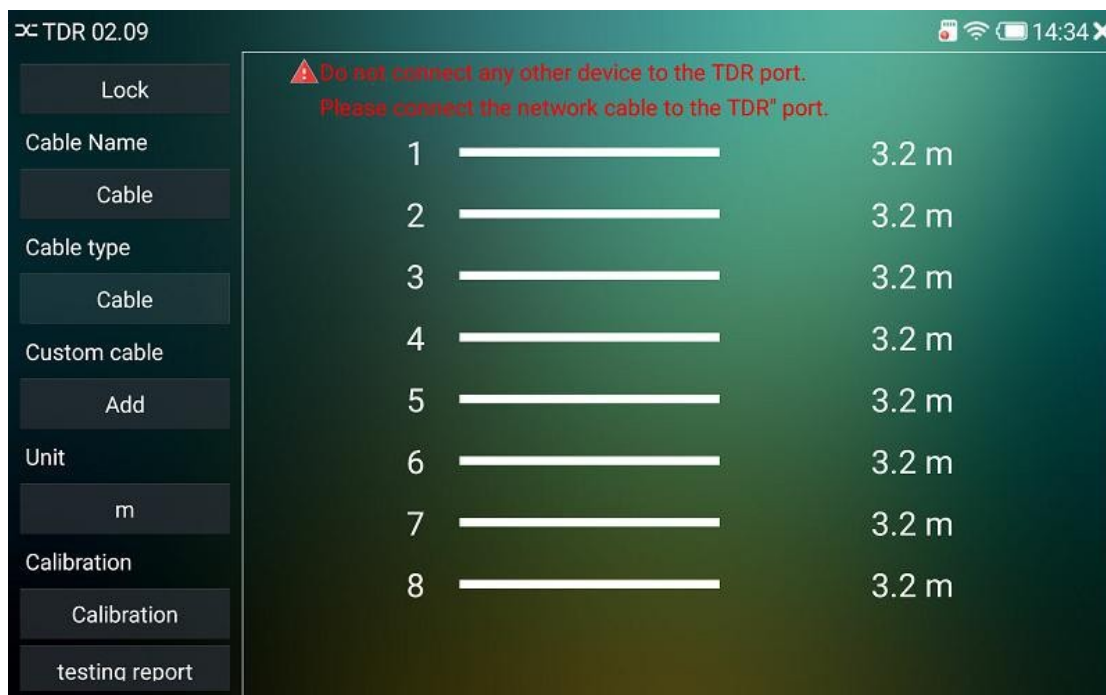 TDR 02.09
14:34
Lock
Cable Name
Cable
Cable type
Cable
Custom cable
Add
Unit
m
Calibration
Calibration
testing report
Do not connect any other device to the TDR port.
Please connect the network cable to the TDR" port.
1 3.2 m
2 3.2 m
3 3.2 m
4 3.2 m
5 3.2 m
6 3.2 m
7 3.2 m
8 3.2 m